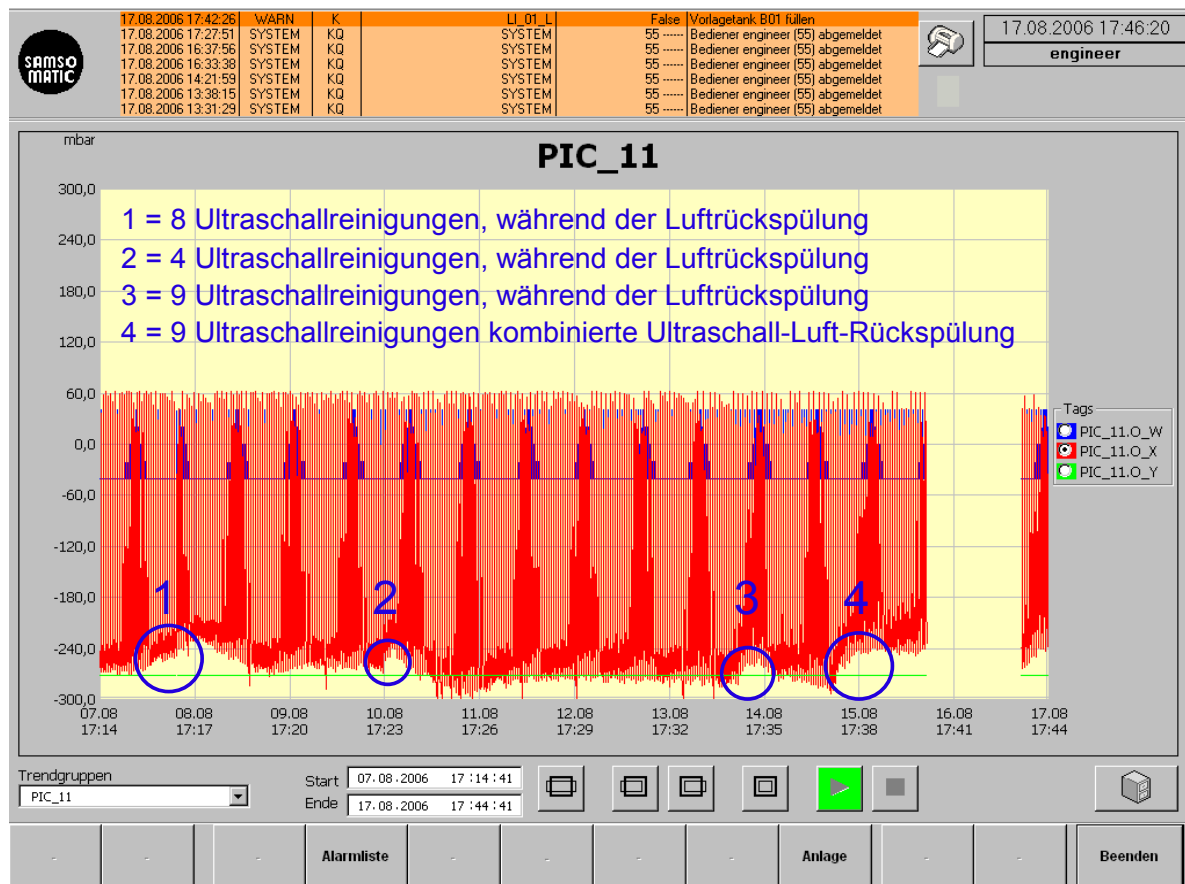 17.08.2006 17:42:26 WARN K LI_01_L False Vorlagetank B01 füllen
17.08.2006 17:27:51 SYSTEM KQ SYSTEM 55 ----- Bediener engineer (55) abgemeldet
17.08.2006 16:37:56 SYSTEM KQ SYSTEM 55 ----- Bediener engineer (55) abgemeldet
17.08.2006 16:33:38 SYSTEM KQ SYSTEM 55 ----- Bediener engineer (55) abgemeldet
17.08.2006 14:21:59 SYSTEM KQ SYSTEM 55 ----- Bediener engineer (55) abgemeldet
17.08.2006 13:38:15 SYSTEM KQ SYSTEM 55 ----- Bediener engineer (55) abgemeldet
17.08.2006 13:31:29 SYSTEM KQ SYSTEM 55 ----- Bediener engineer (55) abgemeldet
SAMSO
MATIC
17.08.2006 17:46:20
engineer
mbar
PIC_11
300,0
240,0
180,0
120,0
60,0
0,0
-60,0
-120,0
-180,0
-240,0
-300,0
1 = 8 Ultraschallreinigungen, während der Luftrückspülung
2 = 4 Ultraschallreinigungen, während der Luftrückspülung
3 = 9 Ultraschallreinigungen, während der Luftrückspülung
4 = 9 Ultraschallreinigungen kombinierte Ultraschall-Luft-Rückspülung
1 2 3 4
Tags
PIC_11.O_W
PIC_11.O_X
PIC_11.O_Y
07.08 08.08 09.08 10.08 11.08 12.08 13.08 14.08 15.08 16.08 17.08
17:14 17:17 17:20 17:23 17:26 17:29 17:32 17:35 17:38 17:41 17:44
Trendgruppen
PIC_11
Start 07.08.2006 17:14:41
Ende 17.08.2006 17:44:41
- - - Alarmliste - - - - Anlage - - Beenden